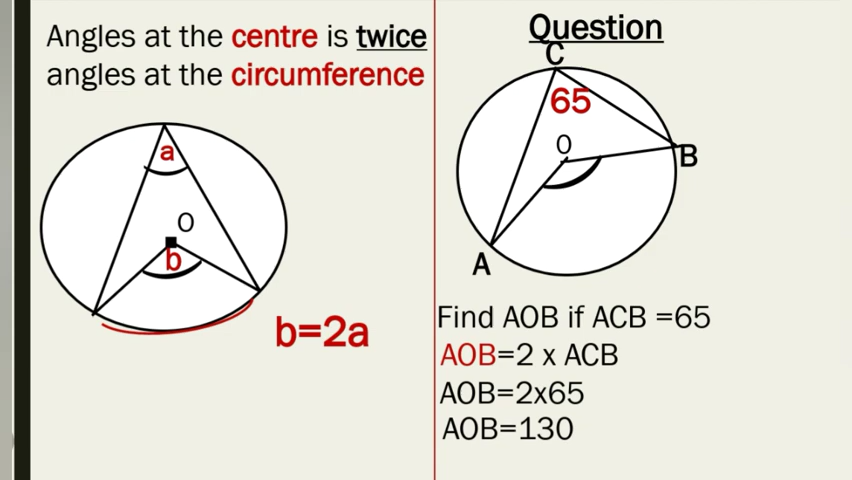 Angles at the centre is twice
angles at the circumference
a
O
b
b=2a
Question
C
65
O
B
A
Find AOB if ACB =65
AOB=2 x ACB
AOB=2x65
AOB=130